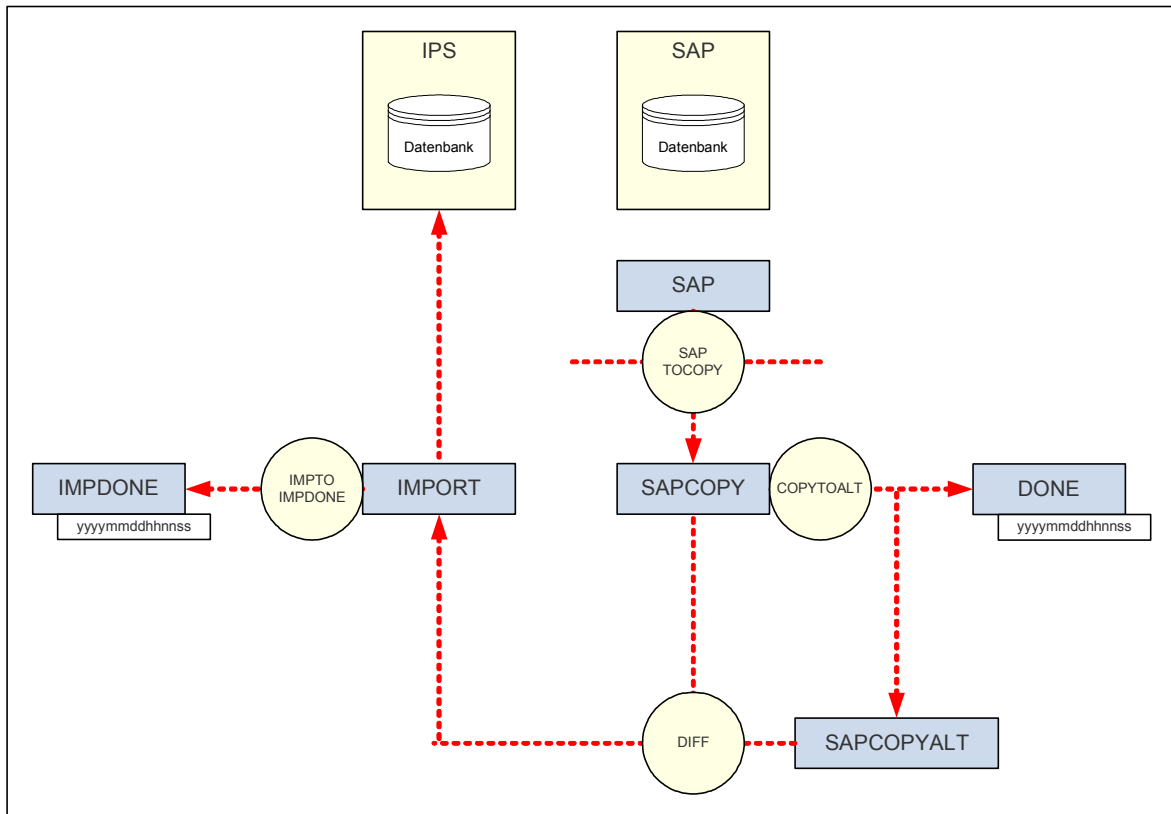 IPS
SAP
Datenbank
Datenbank
SAP
SAP
TOCOPY
IMPDONE
yyyymmddhhnnss
IMPTO
IMPDONE
IMPORT
SAPCOPY
COPYTOALT
DONE
yyyymmddhhnnss
DIFF
SAPCOPYALT